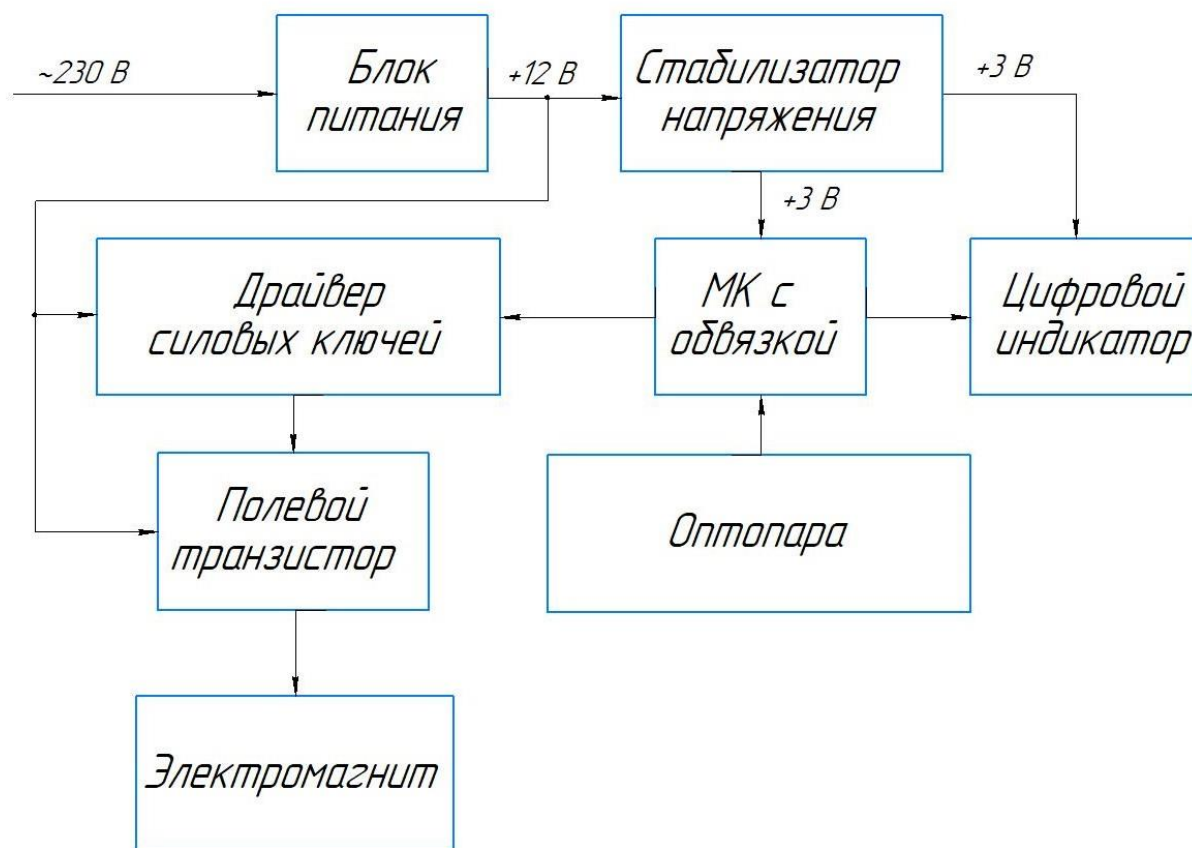 ~230 В
Блок
питания
+12 В
Стабилизатор
напряжения
+3 В
+3 В
Драйвер
силовых ключей
МК с
обвязкой
Цифровой
индикатор
Полевой
транзистор
Оптопара
Электромагнит